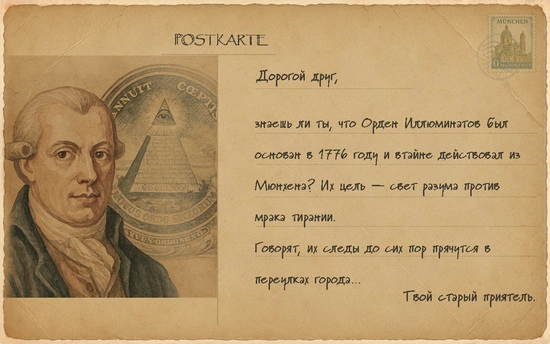 POSTKARTE
MÜNCHEN
Дорогой друг,
знаешь ли ты, что Орден Иллюминатов был
основан в 1776 году и втайне действовал из
Мюнхена? Их цель — свет разума против
мрака тирании.
Говорят, их следы до сих пор прячутся в
переулках города...
Твой старый приятель.
ANNUIT CŒPTIS